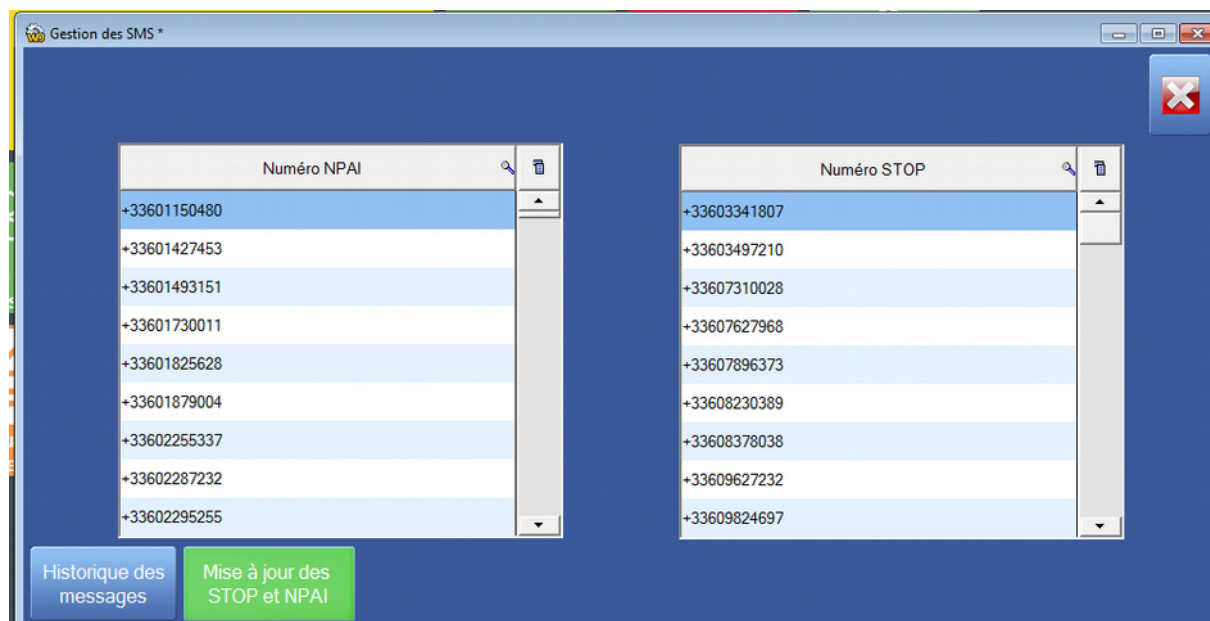 Gestion des SMS *
Numéro NPAI
+33601150480
+33601427453
+33601493151
+33601730011
+33601825628
+33601879004
+33602255337
+33602287232
+33602295255
Numéro STOP
+33603341807
+33603497210
+33607310028
+33607627968
+33607896373
+33608230389
+33608378038
+33609627232
+33609824697
Historique des
messages
Mise à jour des
STOP et NPAI